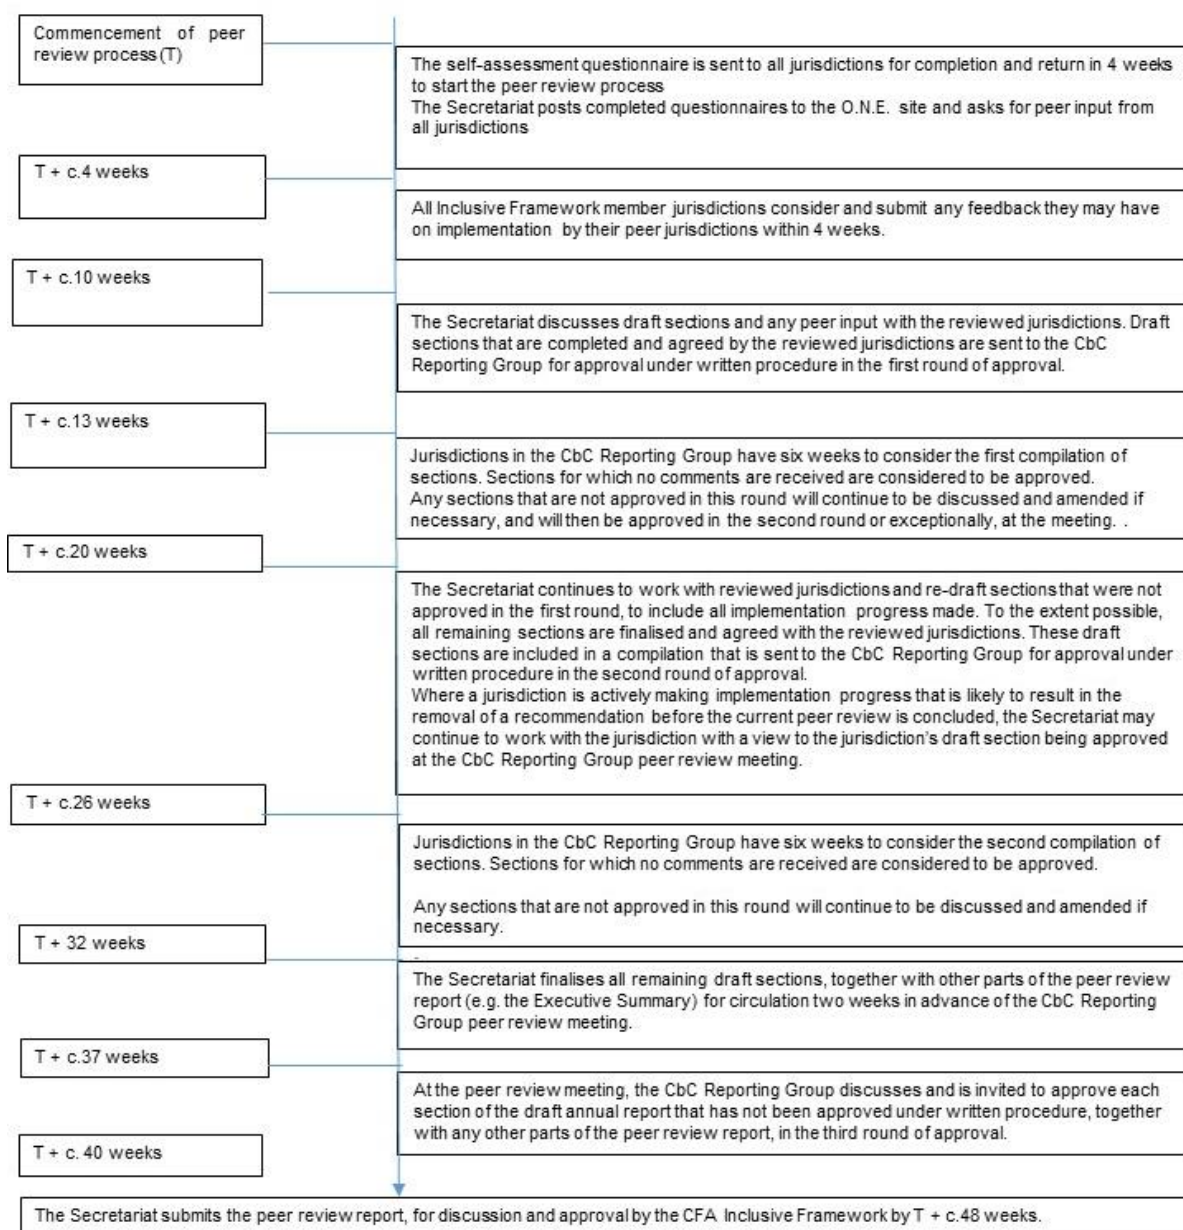 Commencement of peer
review process (T)
The self-assessment questionnaire is sent to all jurisdictions for completion and return in 4 weeks
to start the peer review process
The Secretariat posts completed questionnaires to the O.N.E. site and asks for peer input from
all jurisdictions
T + c.4 weeks
All Inclusive Framework member jurisdictions consider and submit any feedback they may have
on implementation by their peer jurisdictions within 4 weeks.
T + c.10 weeks
The Secretariat discusses draft sections and any peer input with the reviewed jurisdictions. Draft
sections that are completed and agreed by the reviewed jurisdictions are sent to the CbC
Reporting Group for approval under written procedure in the first round of approval.
T + c.13 weeks
Jurisdictions in the CbC Reporting Group have six weeks to consider the first compilation of
sections. Sections for which no comments are received are considered to be approved.
Any sections that are not approved in this round will continue to be discussed and amended if
necessary, and will then be approved in the second round or exceptionally, at the meeting. .
T + c.20 weeks
The Secretariat continues to work with reviewed jurisdictions and re-draft sections that were not
approved in the first round, to include all implementation progress made. To the extent possible,
all remaining sections are finalised and agreed with the reviewed jurisdictions. These draft
sections are included in a compilation that is sent to the CbC Reporting Group for approval under
written procedure in the second round of approval.
Where a jurisdiction is actively making implementation progress that is likely to result in the
removal of a recommendation before the current peer review is concluded, the Secretariat may
continue to work with the jurisdiction with a view to the jurisdiction's draft section being approved
at the CbC Reporting Group peer review meeting.
T + c.26 weeks
Jurisdictions in the CbC Reporting Group have six weeks to consider the second compilation of
sections. Sections for which no comments are received are considered to be approved.
Any sections that are not approved in this round will continue to be discussed and amended if
necessary.
T + 32 weeks
The Secretariat finalises all remaining draft sections, together with other parts of the peer review
report (e.g. the Executive Summary) for circulation two weeks in advance of the CbC Reporting
Group peer review meeting.
T + c.37 weeks
At the peer review meeting, the CbC Reporting Group discusses and is invited to approve each
section of the draft annual report that has not been approved under written procedure, together
with any other parts of the peer review report, in the third round of approval.
T + c. 40 weeks
The Secretariat submits the peer review report, for discussion and approval by the CFA Inclusive Framework by T + c.48 weeks.